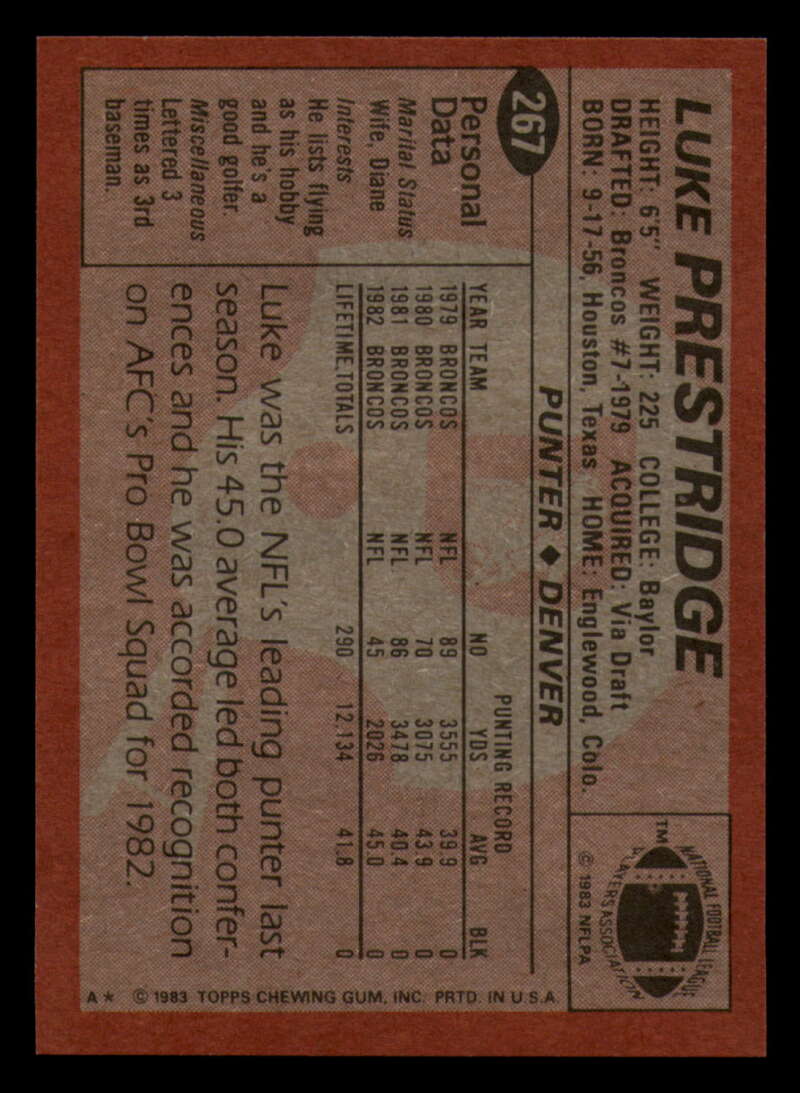 LUKE PRESTRIDGE
HEIGHT: 6'5" WEIGHT: 225 COLLEGE: Baylor
DRAFTED: Broncos #7-1979 ACQUIRED: Via Draft
BORN: 9-17-56, Houston, Texas HOME: Englewood, Colo.
NATIONAL FOOTBALL LEAGUE
PLAYERS ASSOCIATION
TM
© 1983 NFLPA
267
PUNTER ♦ DENVER
Personal
Data
Marital Status
Wife, Diane
Interests
He lists flying
as his hobby
and he's a
good golfer.
Miscellaneous
Lettered 3
times as 3rd
baseman.
PUNTING RECORD
YEAR TEAM NO YDS AVG BLK
1979 BRONCOS NFL 89 3555 39.9 0
1980 BRONCOS NFL 70 3075 43.9 0
1981 BRONCOS NFL 86 3478 40.4 0
1982 BRONCOS NFL 45 2026 45.0 0
LIFETIME TOTALS 290 12,134 41.8 0
Luke was the NFL's leading punter last
season. His 45.0 average led both confer-
ences and he was accorded recognition
on AFC's Pro Bowl Squad for 1982.
A★ © 1983 TOPPS CHEWING GUM, INC. PRTD. IN U.S.A.